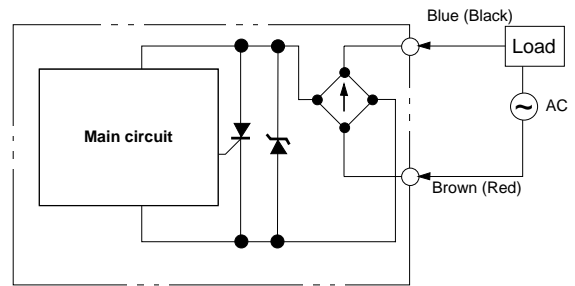 Blue (Black)
Load
Main circuit
~
AC
Brown (Red)